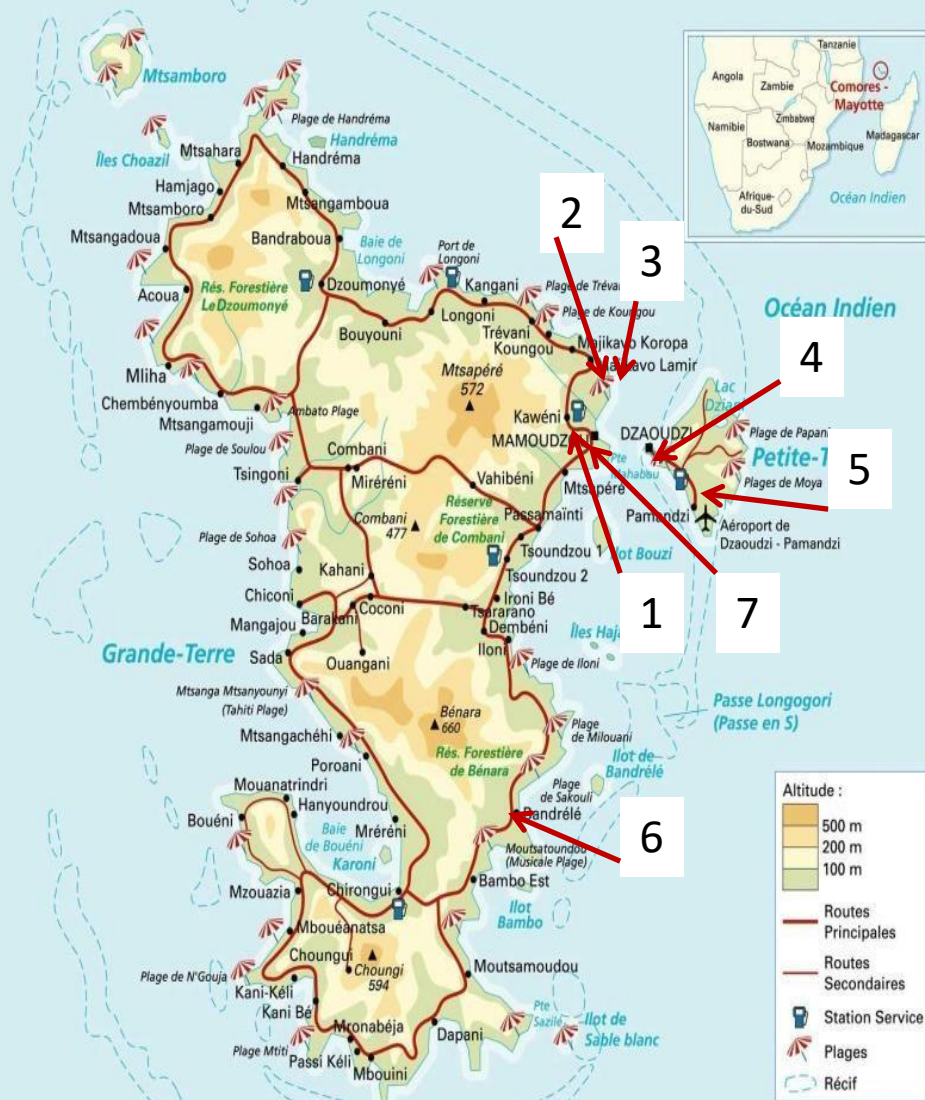 Mtsamboro
Plage de Handréma
Handréma
Îles Choazil
Mtsahara
Handréma
Hamjago
Mtsamboro
Mtsangamboua
Mtsangadoua
Bandraboua
Baie de
Longoni
Port de
Longoni
Rés. Forestière
Le Dzoumonyé
Dzoumonyé
Kangani
Acoua
Bouyouni
Longoni
Trévani
Plage de Koungou
Koungou
Majikavo Koropa
Lamir
Mliha
Mtsapéré
572
Chembényoumba
Mtsangamouji
Ambato Plage
Kawéni
Plage de Soulou
Combani
Tsingoni
Miréréni
Vahibéni
Mtsapéré
Pte
Mahabou
DZAOUDZI
Lac
Plage de
Plages de Moya
Pamandzi
Aéroport de
Dzaoudzi - Pamandzi
Combani
477
Réserve
Forestière
de Combani
Passamaïnti
Plage de Sohoa
Tsoundzou 1
Bouzi
Sohoa
Kahani
Tsoundzou 2
Chiconi
Coconi
Ironi Bé
Barakani
Tsararano
Mangajou
Dembéni
Îles
Grande-Terre
Sada
Ouangani
Iloni
Plage de Iloni
Mtsanga Mtsanyounyi
(Tahiti Plage)
Bénara
660
Passe Longogori
(Passe en S)
Mtsangachéhi
Plage
de Milouani
Poroani
Rés. Forestière
de Bénara
Ilot de
Bandrélé
Mouanatrindri
Hanyoundrou
Plage
de Sakouli
Bouéni
Baie
de Bouéni
Mréréni
Bandrélé
Karoni
Moutsatoundou
(Musicale Plage)
Mzouazia
Chirongui
Bambo Est
Mbouéanatsa
Ilot
Bambo
Choungui
Choungi
594
Plage de N'Gouja
Moutsamoudou
Kani-Kéli
Kani Bé
Mronabéja
Pte
Ilot de
Sable blanc
Dapani
Plage Mtiti
Passi Kéli
Mbouini
Océan Indien
2
3
4
5
1
7
6
Tanzanie
Angola
Zambie
Comores -
Mayotte
Namibie
Zimbabwe
Botswana
Mozambique
Madagascar
Afrique-
du-Sud
Océan Indien
Altitude :
500 m
200 m
100 m
Routes
Principales
Routes
Secondaires
Station Service
Plages
Récif